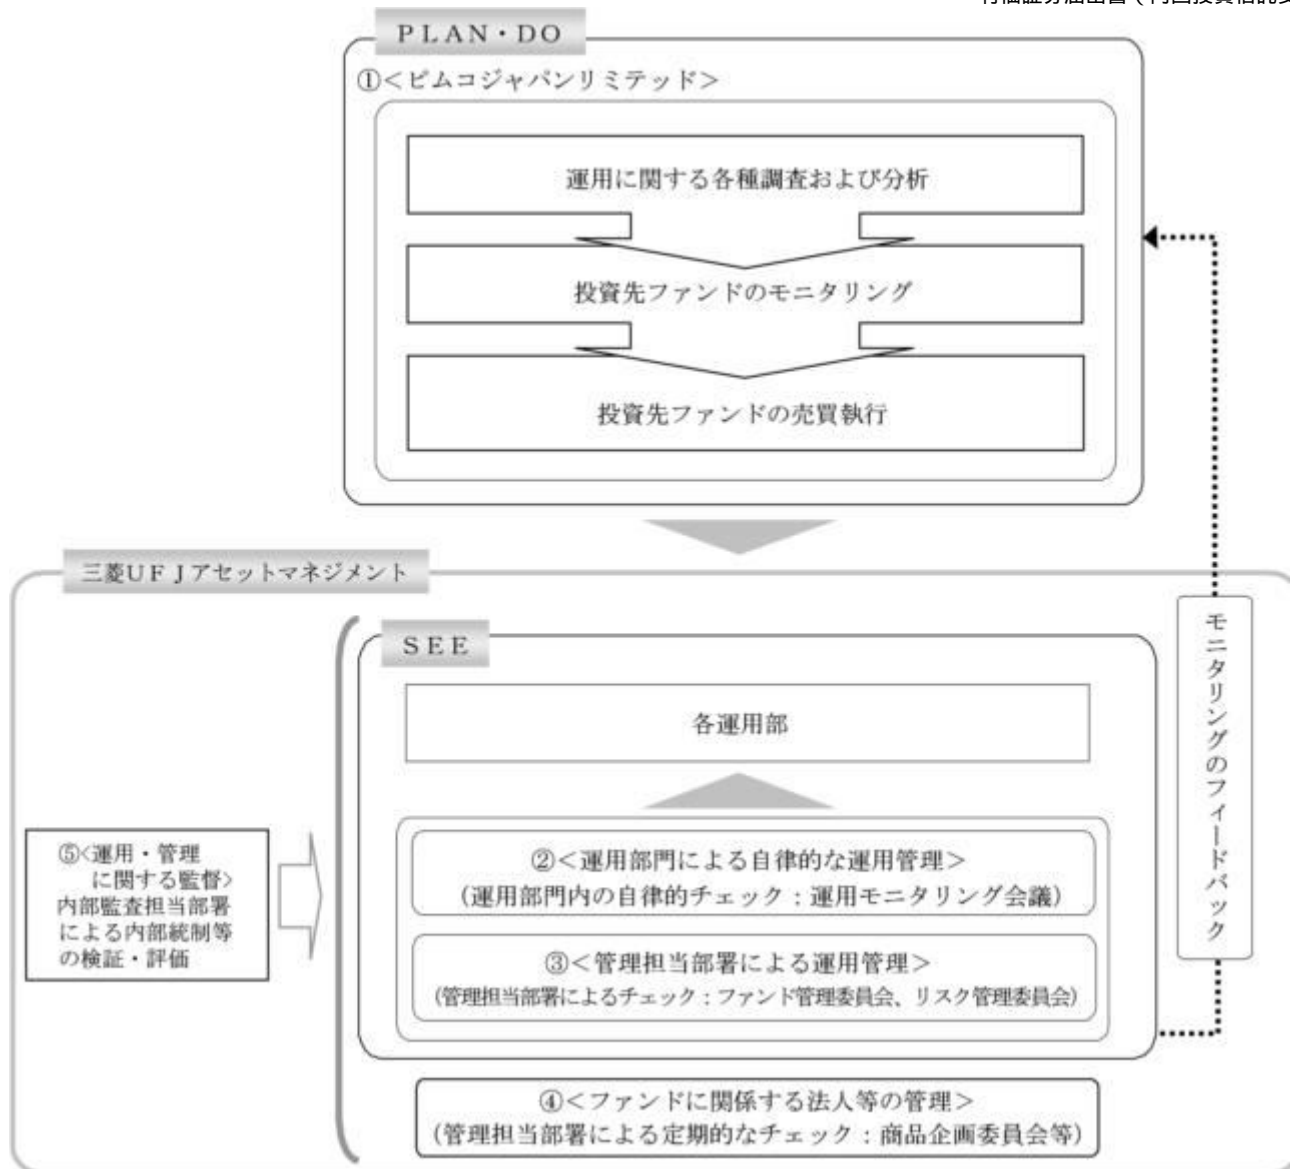 ＰＬＡＮ・ＤＯ
①＜ピムコジャパンリミテッド＞
運用に関する各種調査および分析
投資先ファンドのモニタリング
投資先ファンドの売買執行
三菱ＵＦＪアセットマネジメント
ＳＥＥ
各運用部
モニタリングのフィードバック
②＜運用部門による自律的な運用管理＞
(運用部門内の自律的チェック：運用モニタリング会議)
③＜管理担当部署による運用管理＞
(管理担当部署によるチェック：ファンド管理委員会、リスク管理委員会)
⑤<運用・管理
に関する監督>
内部監査担当部署
による内部統制等
の検証・評価
④＜ファンドに関係する法人等の管理＞
(管理担当部署による定期的なチェック：商品企画委員会等)